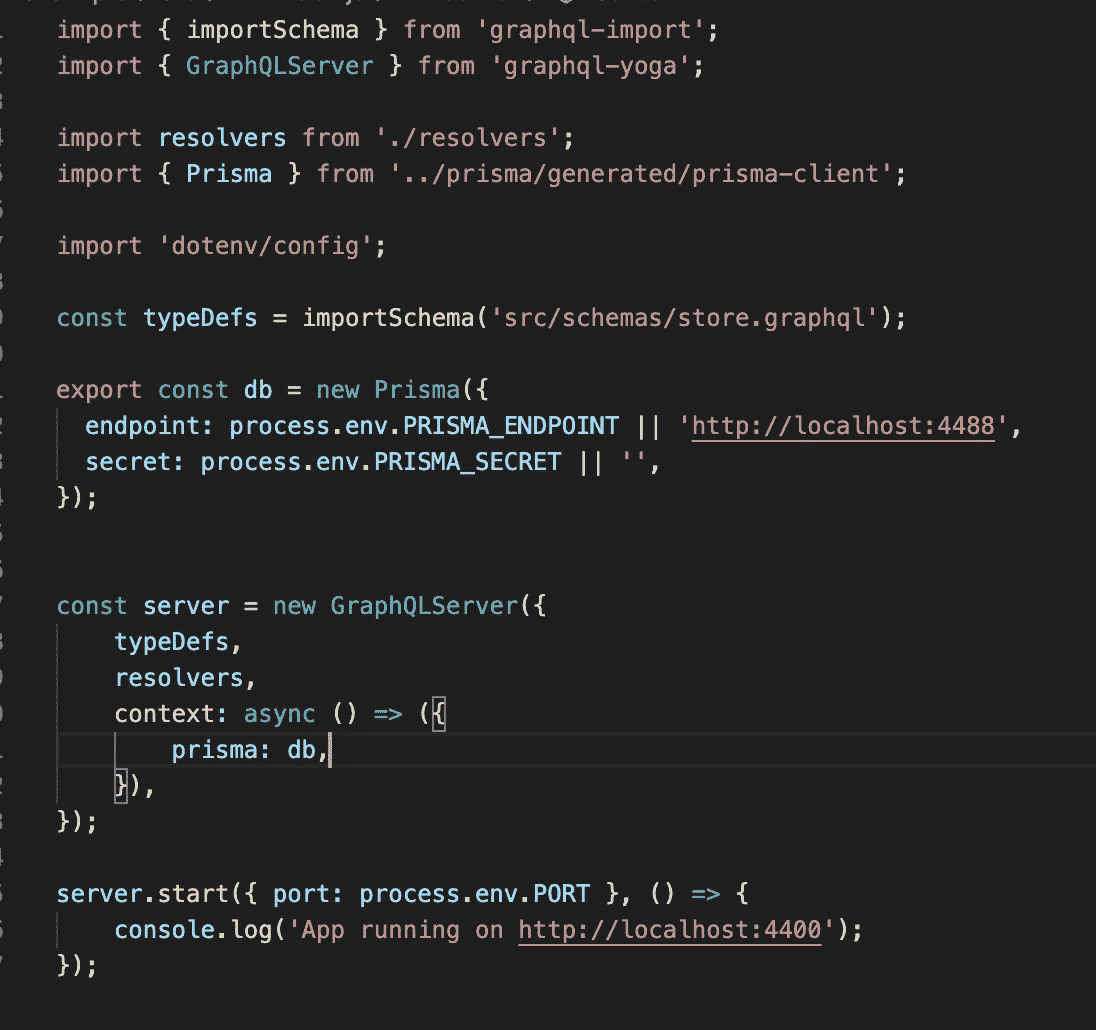 import { importSchema } from 'graphql-import';
import { GraphQLServer } from 'graphql-yoga';
import resolvers from './resolvers';
import { Prisma } from '../prisma/generated/prisma-client';
import 'dotenv/config';
const typeDefs = importSchema('src/schemas/store.graphql');
export const db = new Prisma({
  endpoint: process.env.PRISMA_ENDPOINT || 'http://localhost:4488',
  secret: process.env.PRISMA_SECRET || '',
});
const server = new GraphQLServer({
    typeDefs,
    resolvers,
    context: async () => ({
        prisma: db,
    }),
});
server.start({ port: process.env.PORT }, () => {
    console.log('App running on http://localhost:4400');
});